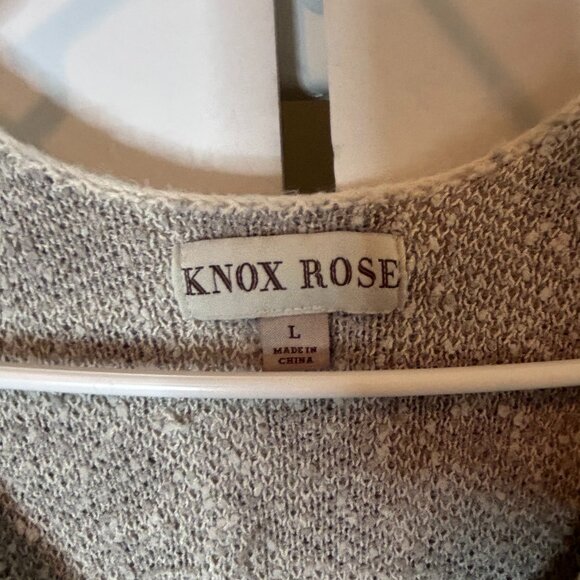 KNOX ROSE
L
MADE IN
CHINA